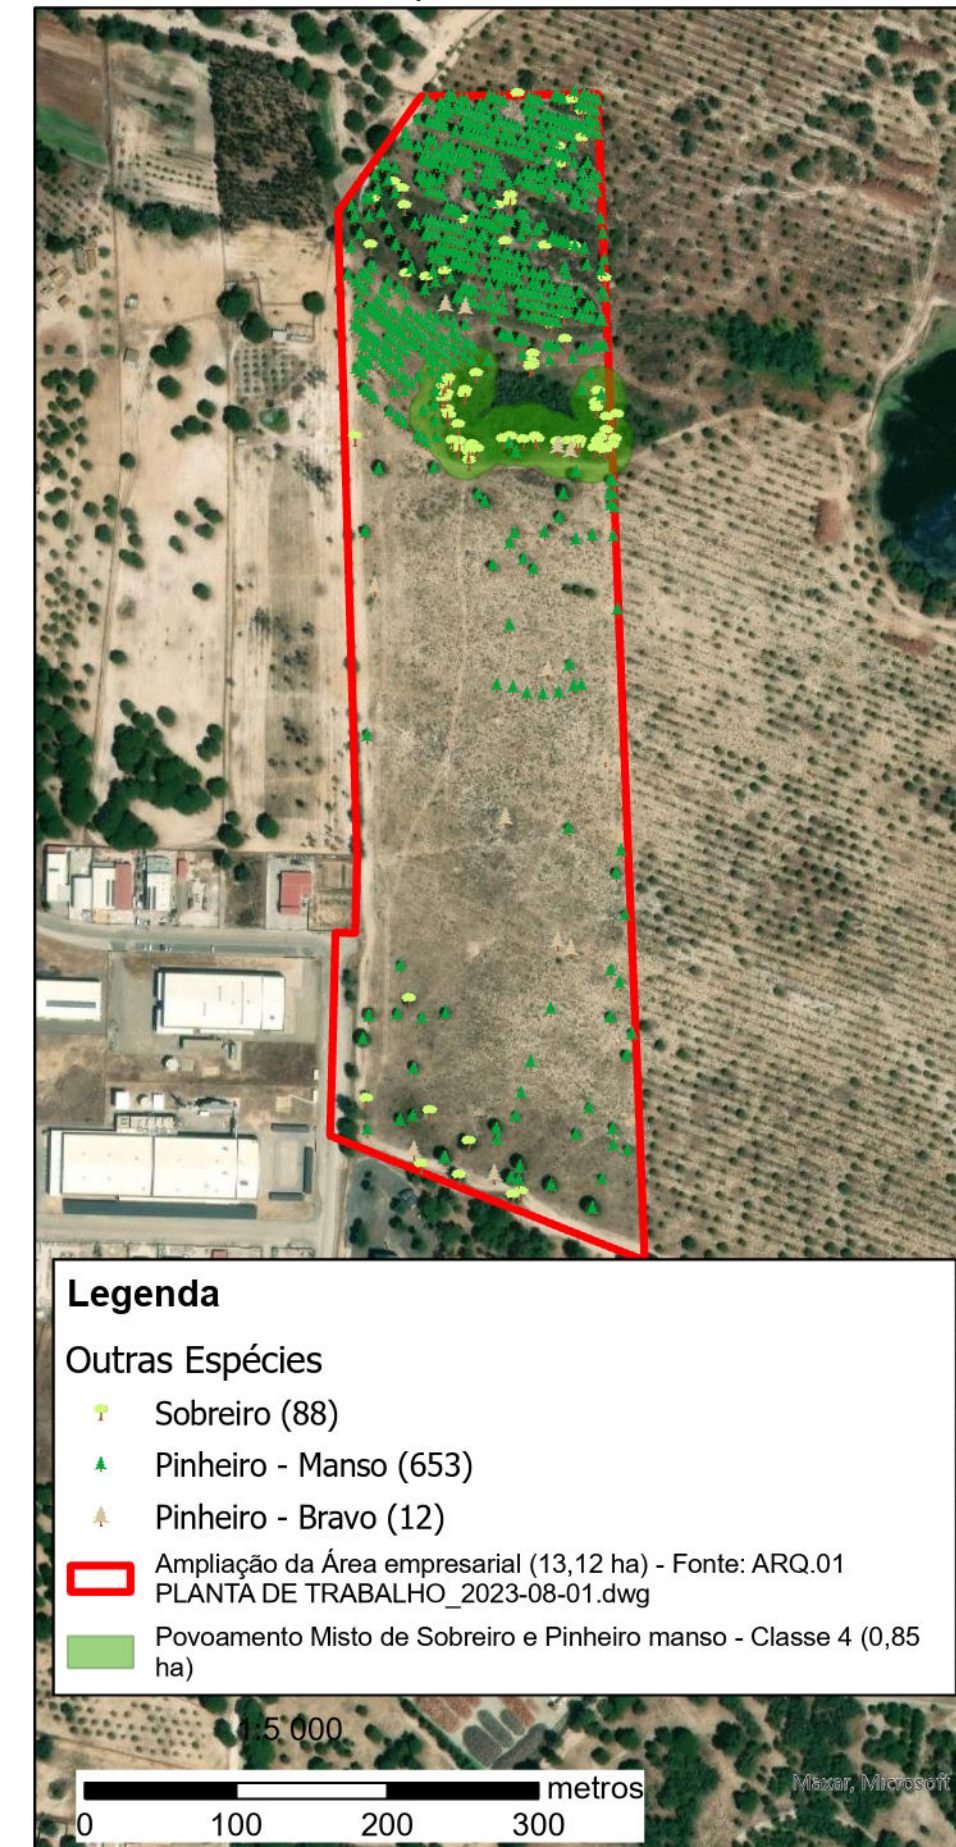 Legenda
Outras Espécies
Sobreiro (88)
Pinheiro - Manso (653)
Pinheiro - Bravo (12)
Ampliação da Área empresarial (13,12 ha) - Fonte: ARQ.01
PLANTA DE TRABALHO_2023-08-01.dwg
Povoamento Misto de Sobreiro e Pinheiro manso - Classe 4 (0,85
ha)
1:5 000
metros
0 100 200 300
Maxar, Microsoft